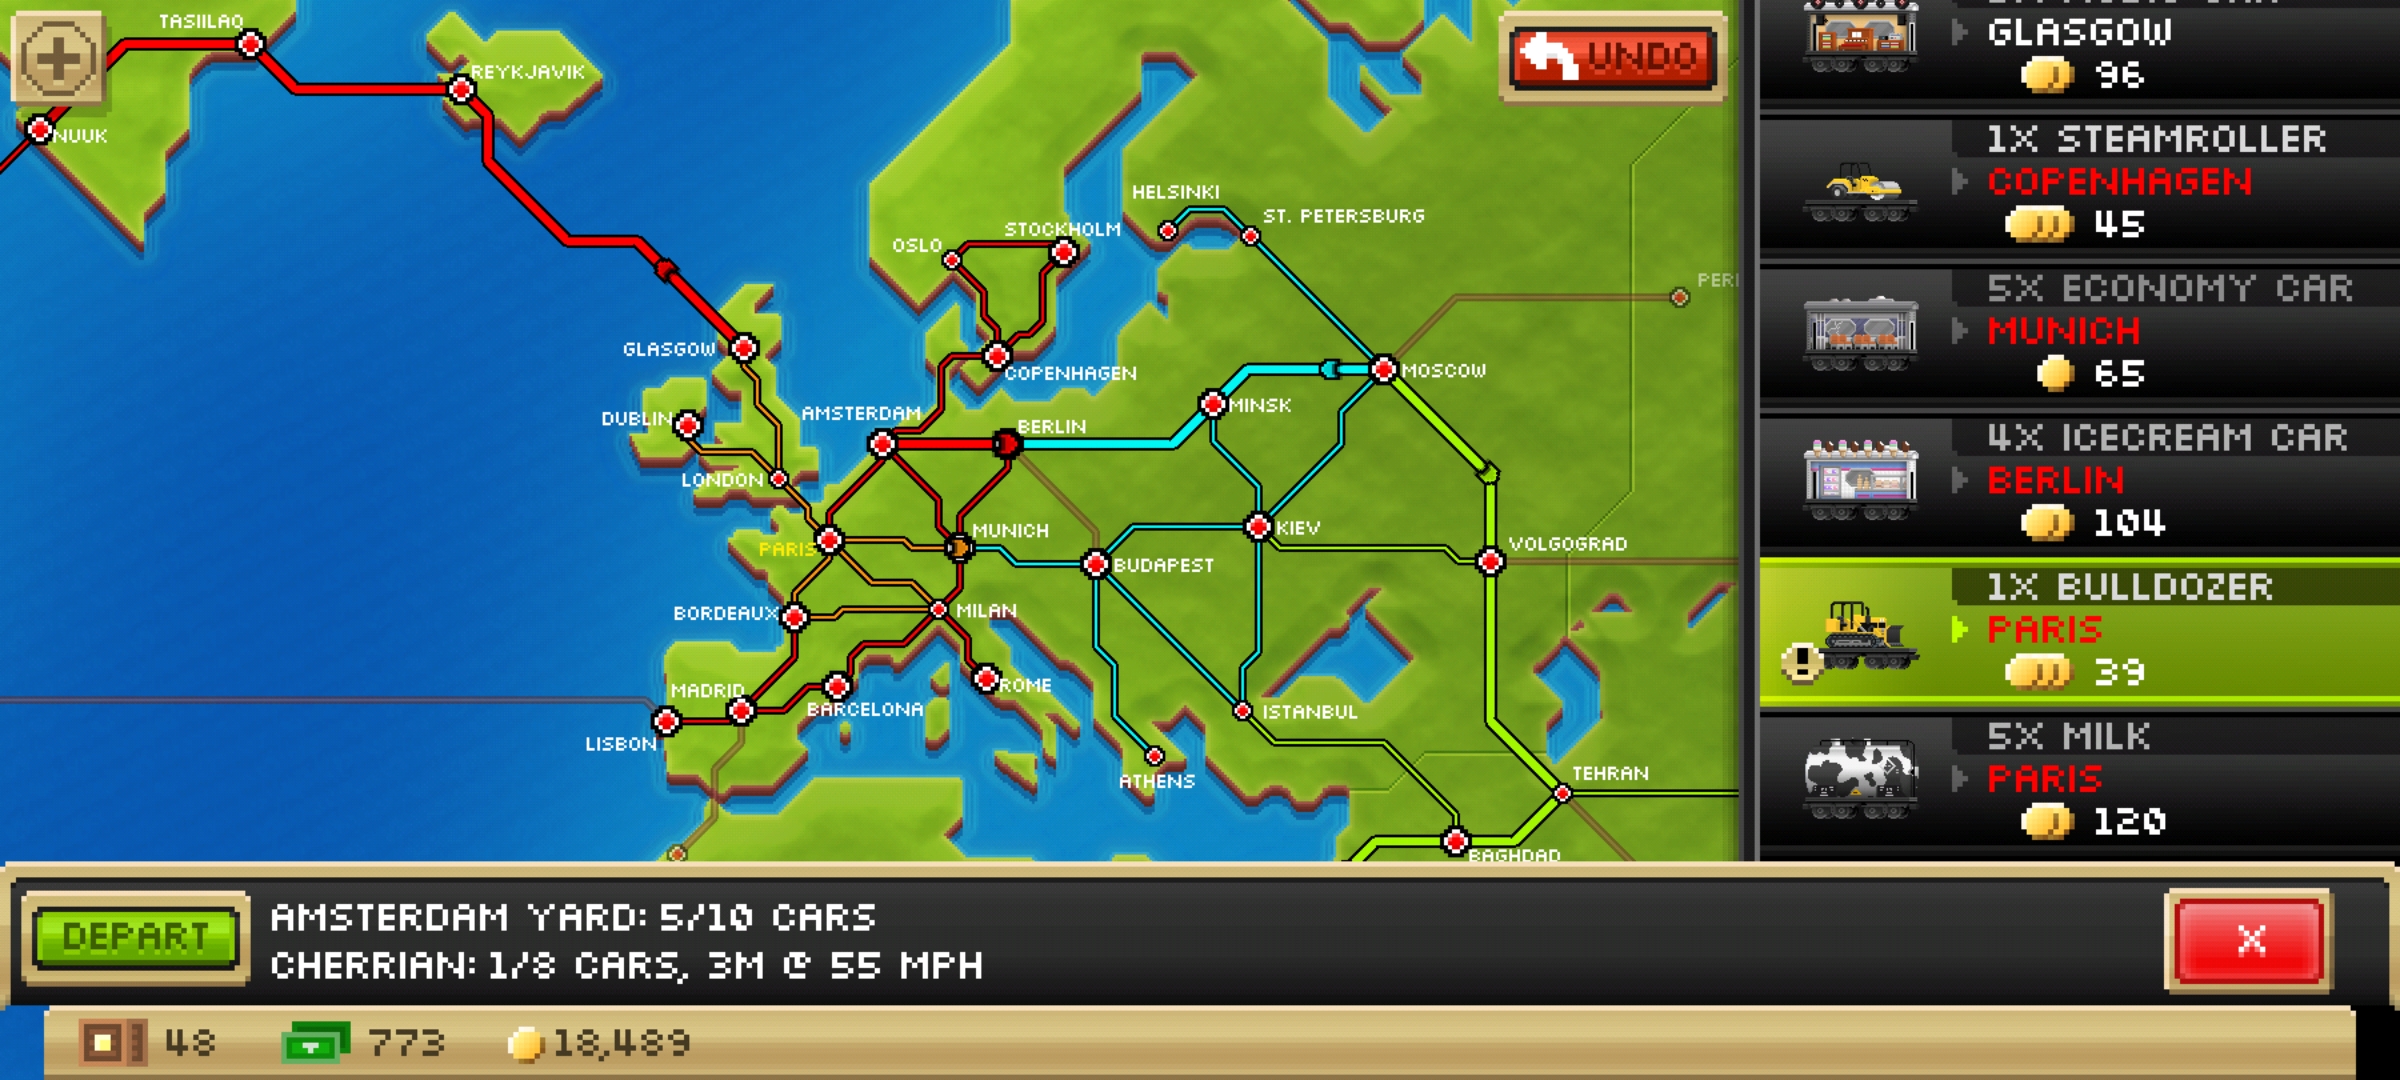 TASIILAQ
REYKJAVIK
NUUK
UNDO
HELSINKI
ST. PETERSBURG
STOCKHOLM
OSLO
GLASGOW
COPENHAGEN
MOSCOW
DUBLIN
AMSTERDAM
BERLIN
MINSK
LONDON
PARIS
MUNICH
KIEV
VOLGOGRAD
BUDAPEST
BORDEAUX
MILAN
MADRID
ROME
BARCELONA
LISBON
ISTANBUL
ATHENS
TEHRAN
BAGHDAD
GLASGOW
96
1X STEAMROLLER
COPENHAGEN
45
5X ECONOMY CAR
MUNICH
65
4X ICECREAM CAR
BERLIN
104
1X BULLDOZER
PARIS
39
5X MILK
PARIS
120
DEPART
AMSTERDAM YARD: 5/10 CARS
CHERRIAN: 1/8 CARS, 3M @ 55 MPH
X
48
773
18,489